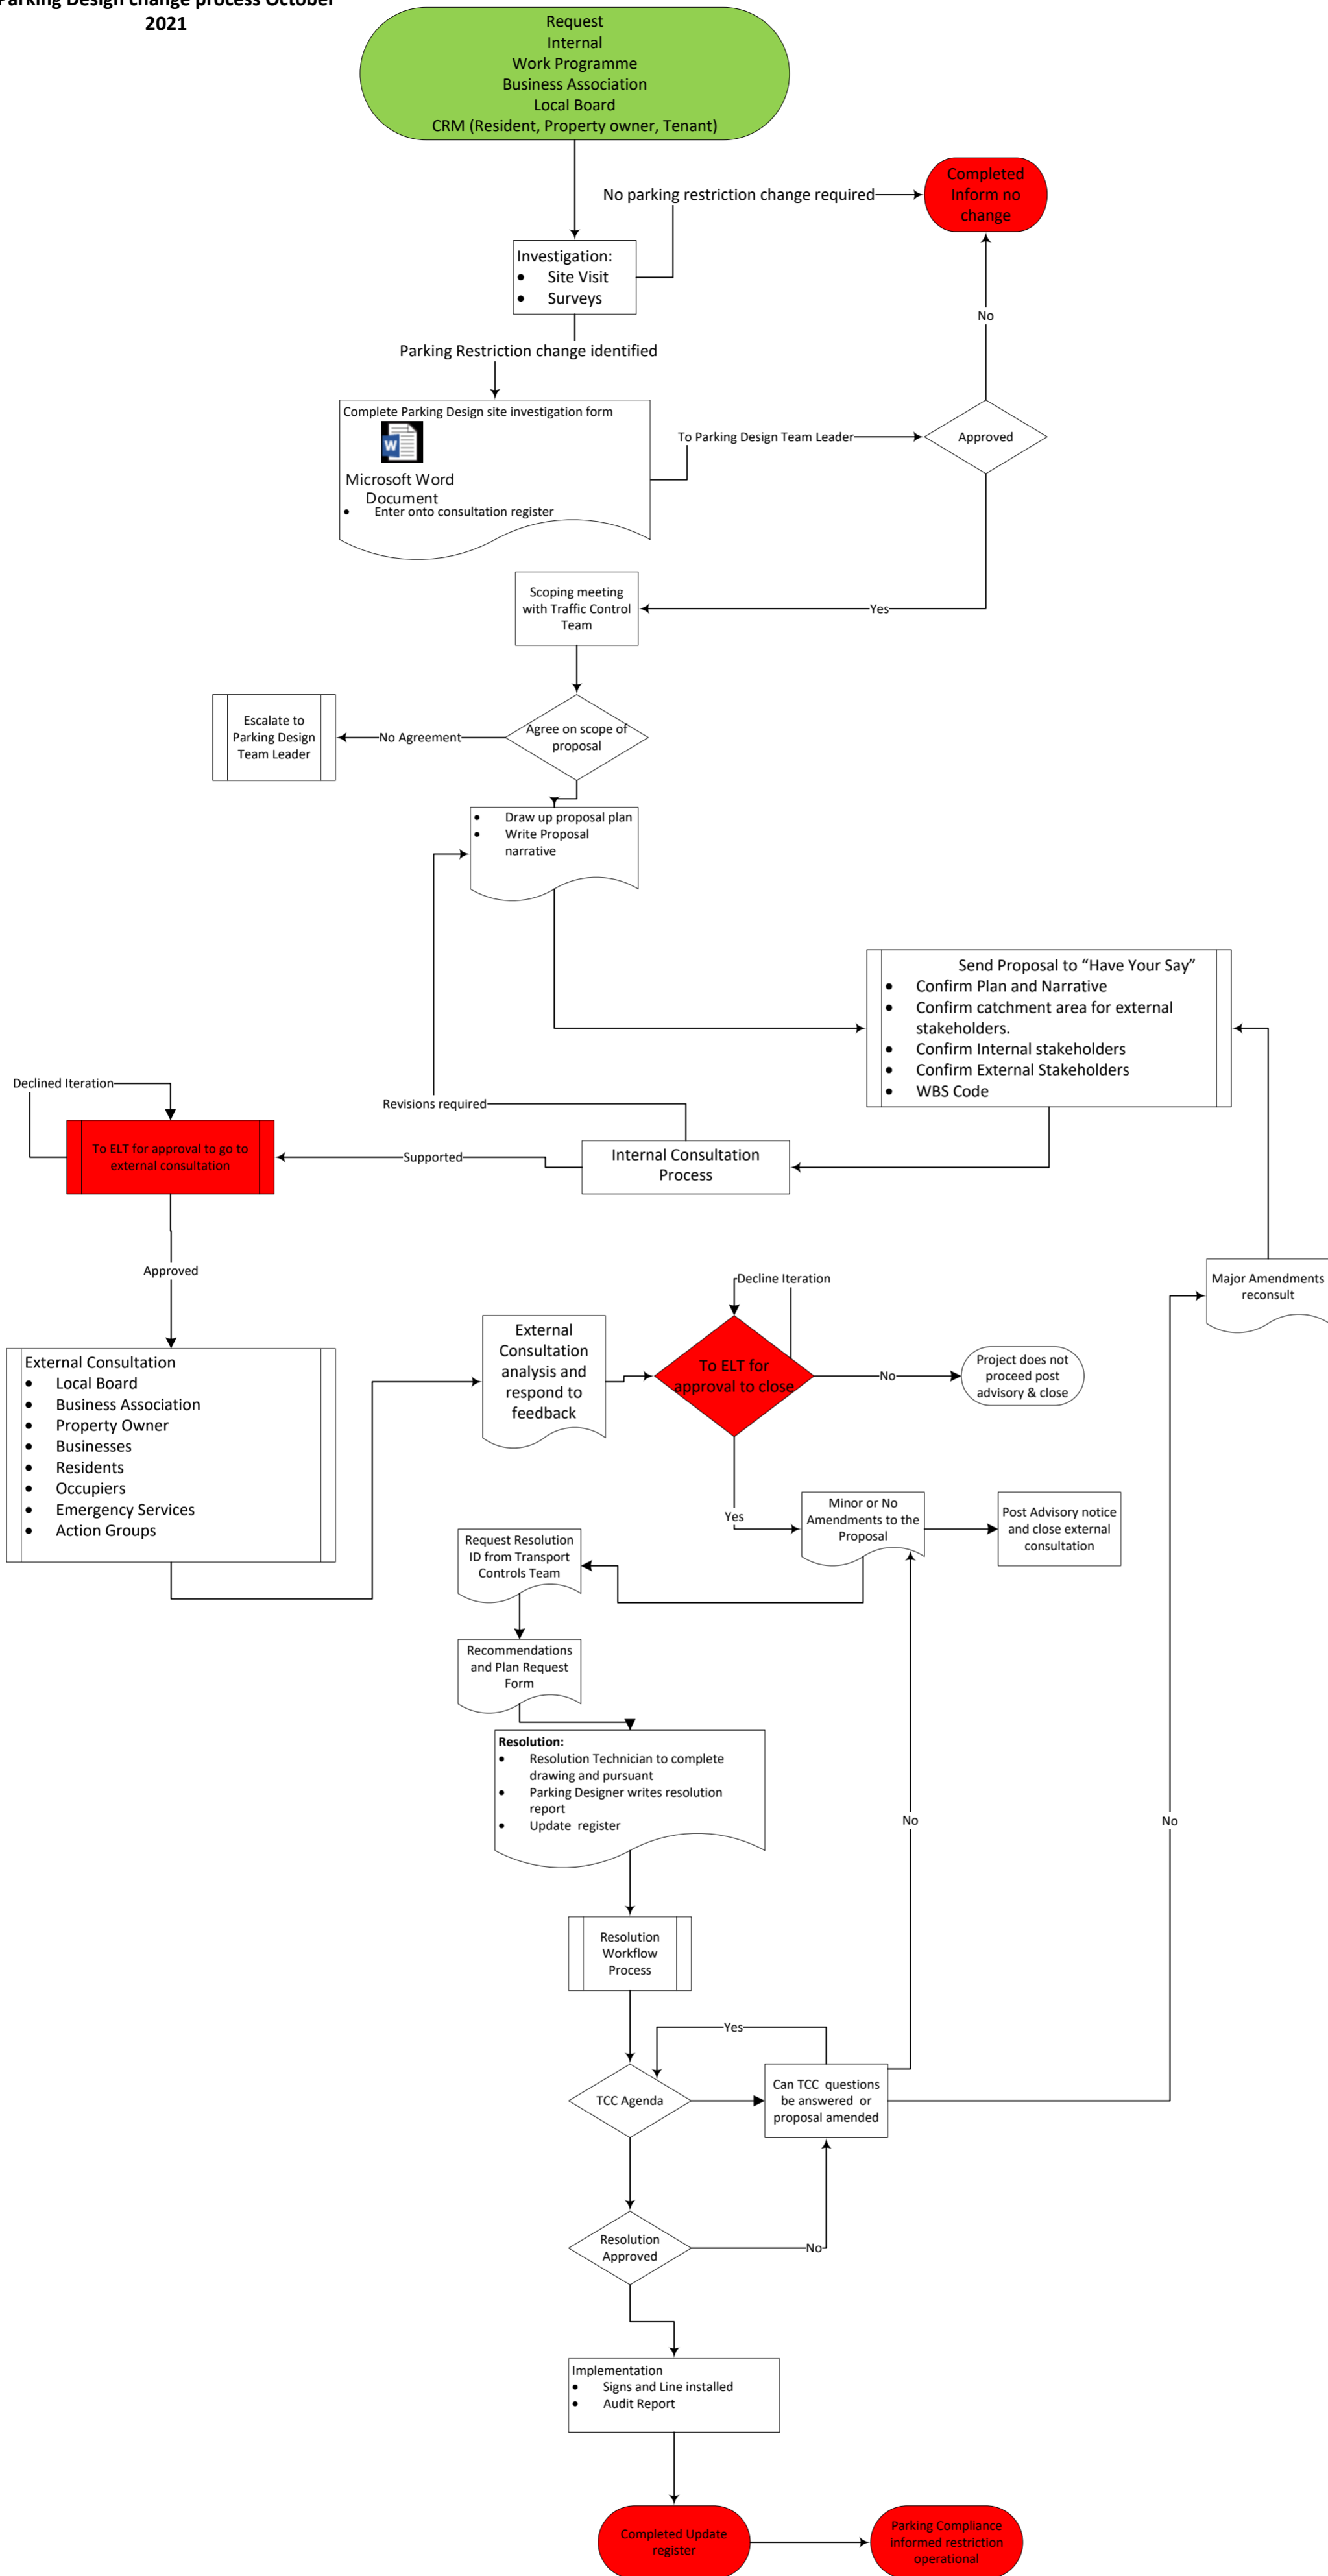 Parking Design change process October
2021
Request
Internal
Work Programme
Business Association
Local Board
CRM (Resident, Property owner, Tenant)
No parking restriction change required
Completed
Inform no
change
Investigation:
• Site Visit
• Surveys
No
Parking Restriction change identified
Complete Parking Design site investigation form
W
Microsoft Word
Document
• Enter onto consultation register
To Parking Design Team Leader
Approved
Scoping meeting
with Traffic Control
Team
Yes
Escalate to
Parking Design
Team Leader
No Agreement
Agree on scope of
proposal
• Draw up proposal plan
• Write Proposal
narrative
Send Proposal to “Have Your Say”
• Confirm Plan and Narrative
• Confirm catchment area for external
stakeholders.
• Confirm Internal stakeholders
• Confirm External Stakeholders
• WBS Code
Declined Iteration
Revisions required
To ELT for approval to go to
external consultation
Supported
Internal Consultation
Process
Approved
Decline Iteration
Major Amendments
reconsult
External Consultation
• Local Board
• Business Association
• Property Owner
• Businesses
• Residents
• Occupiers
• Emergency Services
• Action Groups
External
Consultation
analysis and
respond to
feedback
To ELT for
approval to close
No
Project does not
proceed post
advisory & close
Yes
Minor or No
Amendments to the
Proposal
Post Advisory notice
and close external
consultation
Request Resolution
ID from Transport
Controls Team
Recommendations
and Plan Request
Form
Resolution:
• Resolution Technician to complete
drawing and pursuant
• Parking Designer writes resolution
report
• Update register
No
No
Resolution
Workflow
Process
Yes
TCC Agenda
Can TCC questions
be answered or
proposal amended
Resolution
Approved
No
Implementation
• Signs and Line installed
• Audit Report
Completed Update
register
Parking Compliance
informed restriction
operational